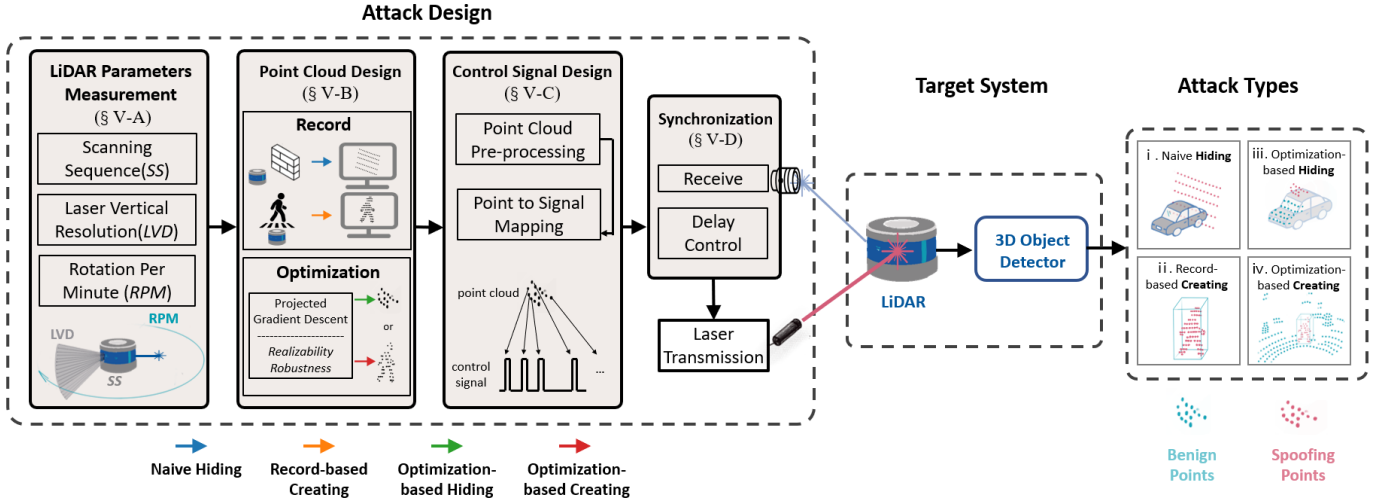 Attack Design
LiDAR Parameters
Measurement
(§ V-A)
Scanning
Sequence(SS)
Laser Vertical
Resolution(LVD)
Rotation Per
Minute (RPM)
RPM
LVD
SS
Point Cloud Design
(§ V-B)
Record
Optimization
Projected
Gradient Descent
Realizability
Robustness
or
Control Signal Design
(§ V-C)
Point Cloud
Pre-processing
Point to Signal
Mapping
point cloud
control
signal
...
Synchronization
(§ V-D)
Receive
Delay
Control
Laser
Transmission
Target System
LiDAR
3D Object
Detector
Attack Types
i. Naive Hiding
iii. Optimization-
based Hiding
ii. Record-
based Creating
iv. Optimization-
based Creating
Naive Hiding
Record-based
Creating
Optimization-
based Hiding
Optimization-
based Creating
Benign
Points
Spoofing
Points